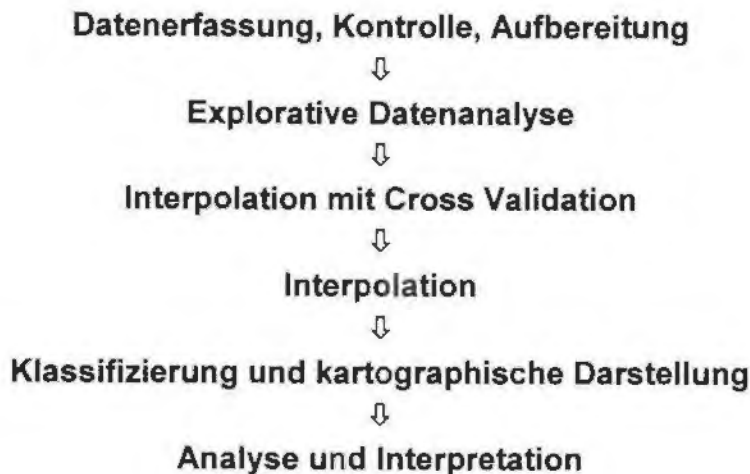 Datenerfassung, Kontrolle, Aufbereitung
⇩
Explorative Datenanalyse
⇩
Interpolation mit Cross Validation
⇩
Interpolation
⇩
Klassifizierung und kartographische Darstellung
⇩
Analyse und Interpretation